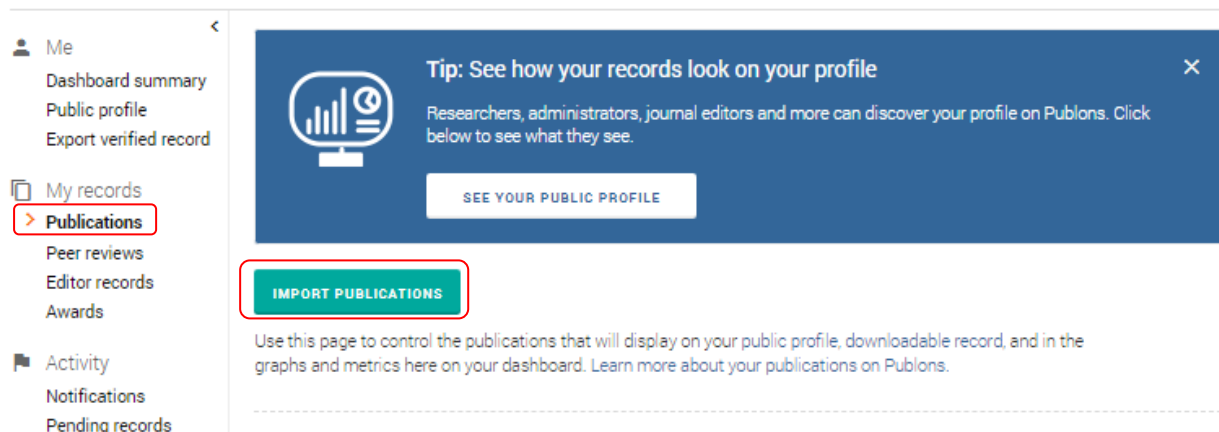 Me
Dashboard summary
Public profile
Export verified record
My records
Publications
Peer reviews
Editor records
Awards
Activity
Notifications
Pending records
Tip: See how your records look on your profile
Researchers, administrators, journal editors and more can discover your profile on Publons. Click
below to see what they see.
SEE YOUR PUBLIC PROFILE
IMPORT PUBLICATIONS
Use this page to control the publications that will display on your public profile, downloadable record, and in the
graphs and metrics here on your dashboard. Learn more about your publications on Publons.